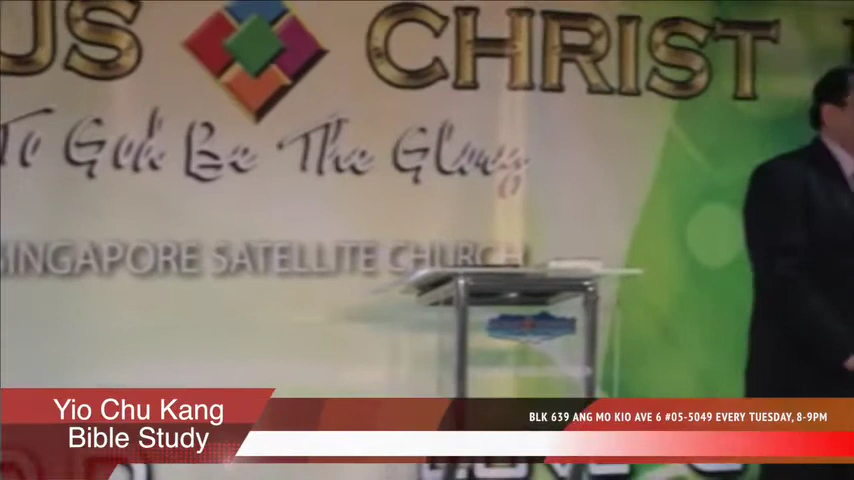 US CHRIST
To God Be The Glory
SINGAPORE SATELLITE CHURCH
Yio Chu Kang
Bible Study
BLK 639 ANG MO KIO AVE 6 #05-5049 EVERY TUESDAY, 8-9PM